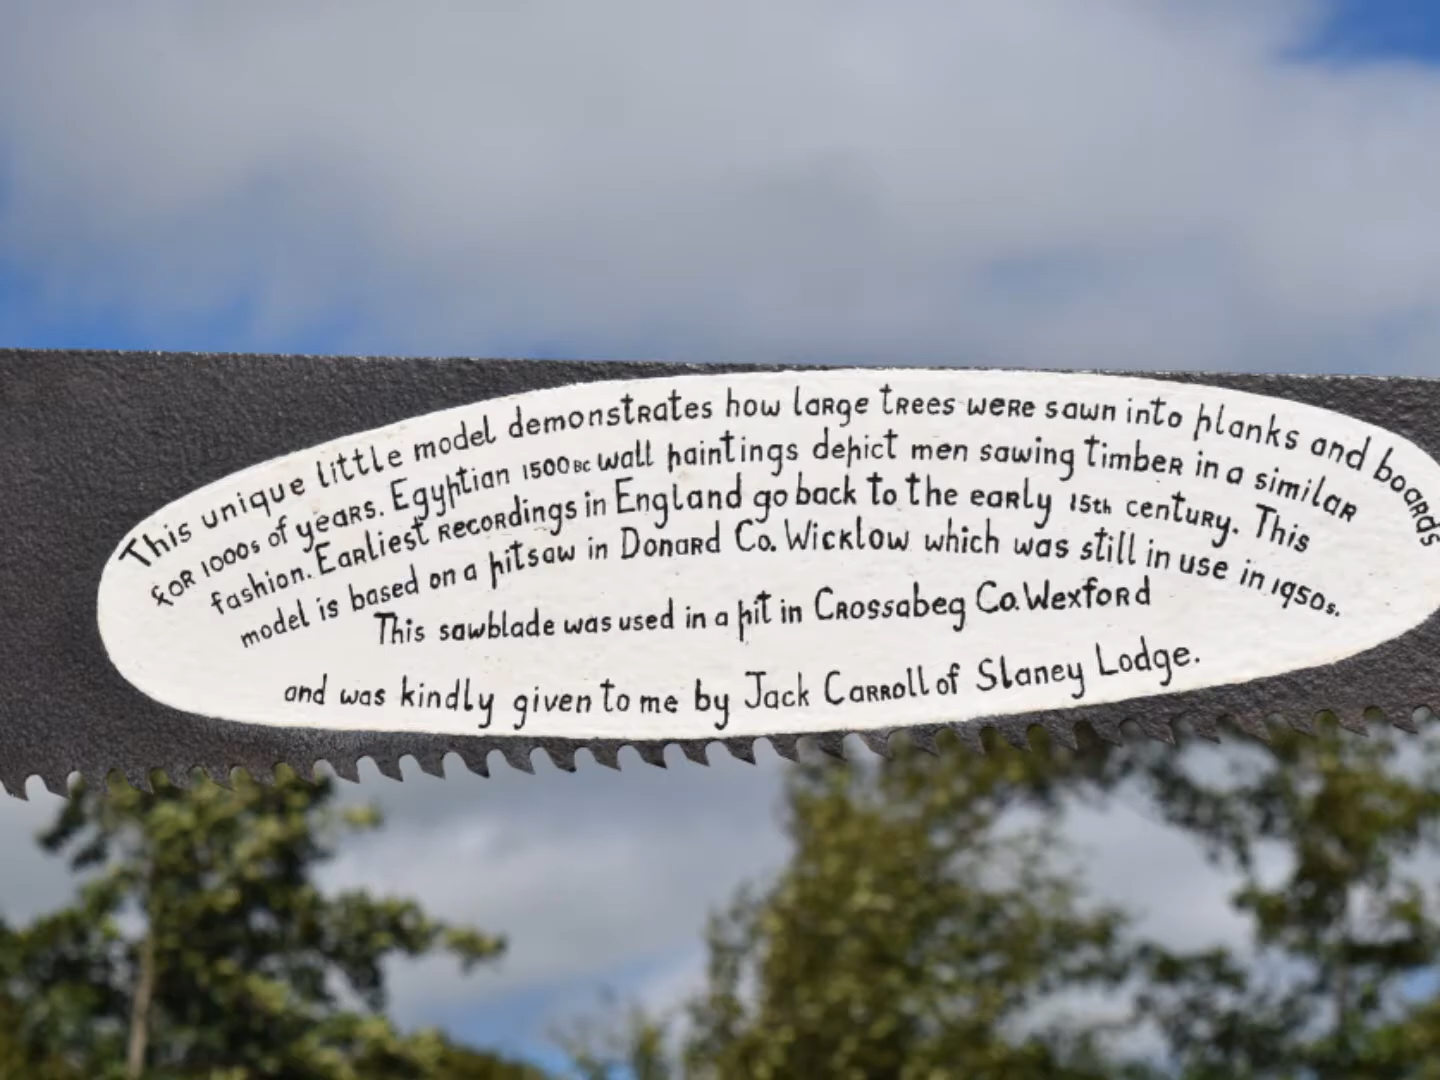 This unique little model demonstrates how large trees were sawn into planks and boards
for 1000s of years. Egyptian 1500BC wall paintings depict men sawing timber in a similar
fashion. Earliest recordings in England go back to the early 15th century. This
model is based on a pitsaw in Donard Co. Wicklow which was still in use in 1950s.
This sawblade was used in a pit in Crossabeg Co. Wexford
and was kindly given to me by Jack Carroll of Slaney Lodge.